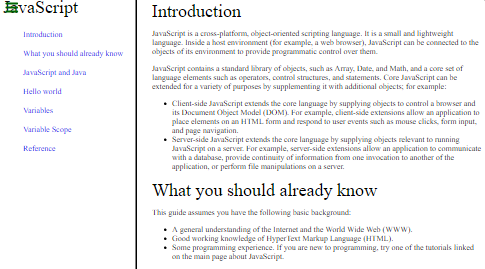 JavaScript
Introduction
What you should already know
JavaScript and Java
Hello world
Variables
Variable Scope
Reference
Introduction
JavaScript is a cross-platform, object-oriented scripting language. It is a small and lightweight
language. Inside a host environment (for example, a web browser), JavaScript can be connected to the
objects of its environment to provide programmatic control over them.
JavaScript contains a standard library of objects, such as Array, Date, and Math, and a core set of
language elements such as operators, control structures, and statements. Core JavaScript can be
extended for a variety of purposes by supplementing it with additional objects; for example:
Client-side JavaScript extends the core language by supplying objects to control a browser and
its Document Object Model (DOM). For example, client-side extensions allow an application to
place elements on an HTML form and respond to user events such as mouse clicks, form input,
and page navigation.
Server-side JavaScript extends the core language by supplying objects relevant to running
JavaScript on a server. For example, server-side extensions allow an application to communicate
with a database, provide continuity of information from one invocation to another of the
application, or perform file manipulations on a server.
What you should already know
This guide assumes you have the following basic background:
A general understanding of the Internet and the World Wide Web (WWW).
Good working knowledge of HyperText Markup Language (HTML).
Some programming experience. If you are new to programming, try one of the tutorials linked
on the main page about JavaScript.